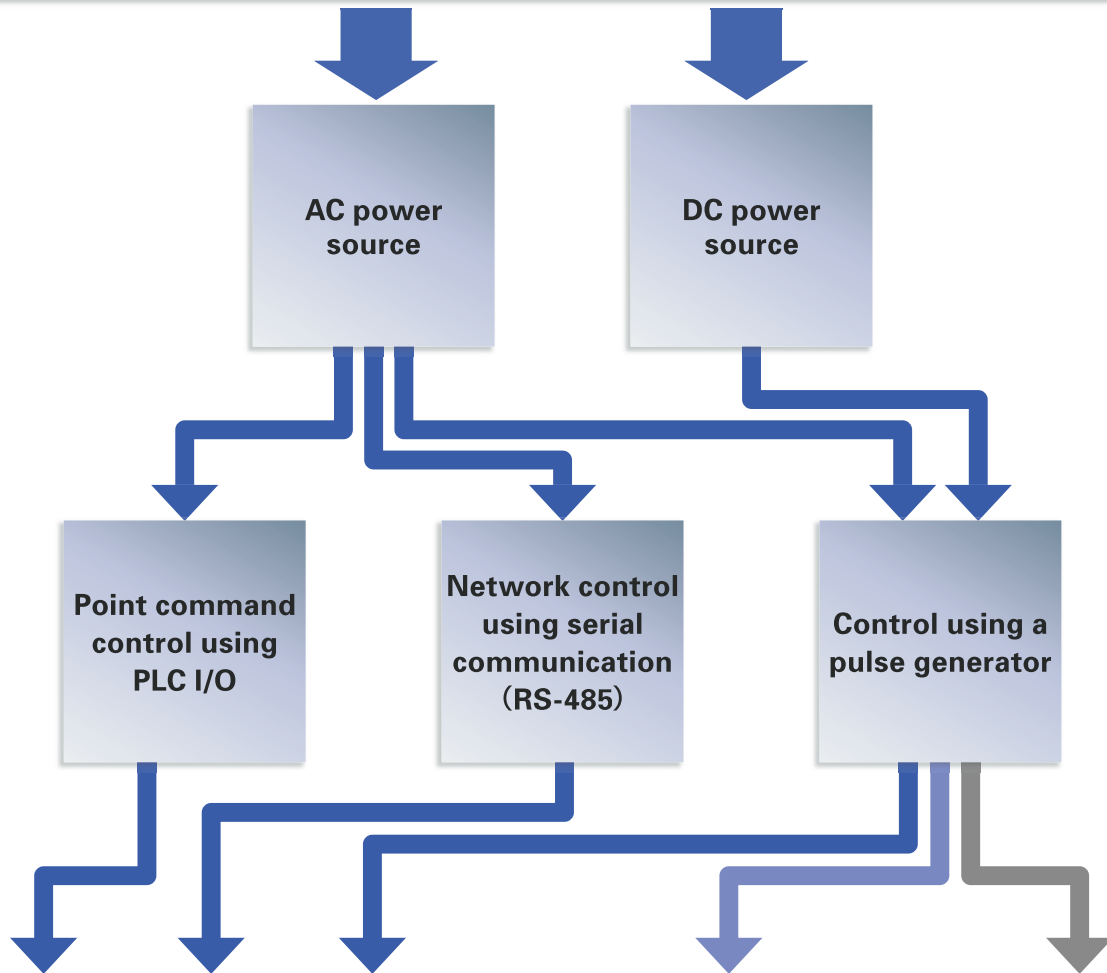 AC power
source
DC power
source
Point command
control using
PLC I/O
Network control
using serial
communication
(RS-485)
Control using a
pulse generator